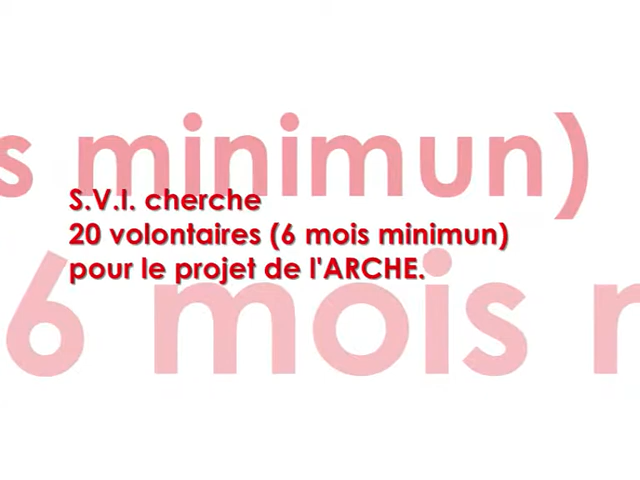 s minimun)
S.V.I. cherche
20 volontaires (6 mois minimun)
pour le projet de l'ARCHE.
6 mois